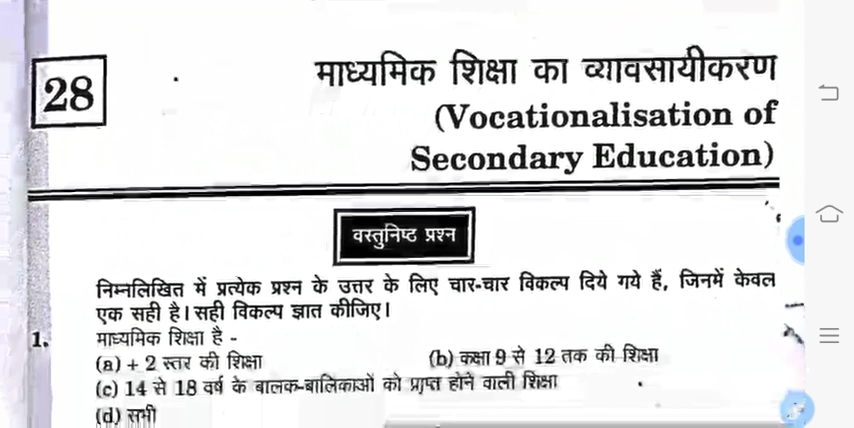 28
माध्यमिक शिक्षा का व्यावसायीकरण
(Vocationalisation of
Secondary Education)
वस्तुनिष्ट प्रश्न
निम्नलिखित में प्रत्येक प्रश्न के उत्तर के लिए चार-चार विकल्प दिये गये हैं, जिनमें केवल
एक सही है। सही विकल्प ज्ञात कीजिए।
1. माध्यमिक शिक्षा है -
(a) + 2 स्तर की शिक्षा (b) कक्षा 9 से 12 तक की शिक्षा
(c) 14 से 18 वर्ष के बालक-बालिकाओं को प्राप्त होने वाली शिक्षा
(d) सभी